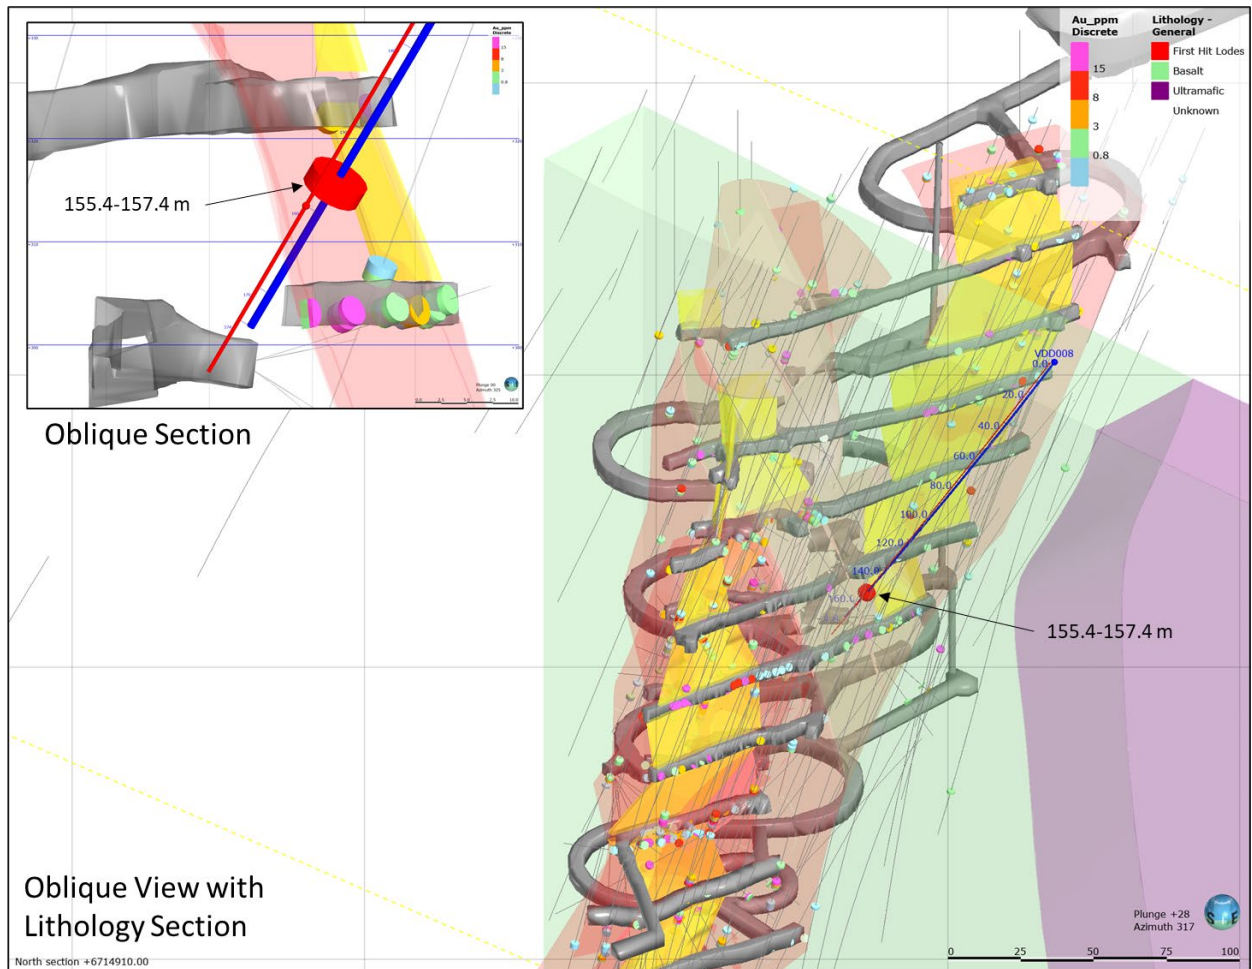 Au_ppm
Discrete
15
8
3
0.8
Lithology -
General
First Hit Lodes
Basalt
Ultramafic
Unknown
155.4-157.4 m
Oblique Section
VDD008
0.0
20.0
40.0
60.0
80.0
100.0
120.0
140.0
160.0
155.4-157.4 m
Oblique View with
Lithology Section
Plunge +28
Azimuth 317
0 25 50 75 100
North section +6714910.00